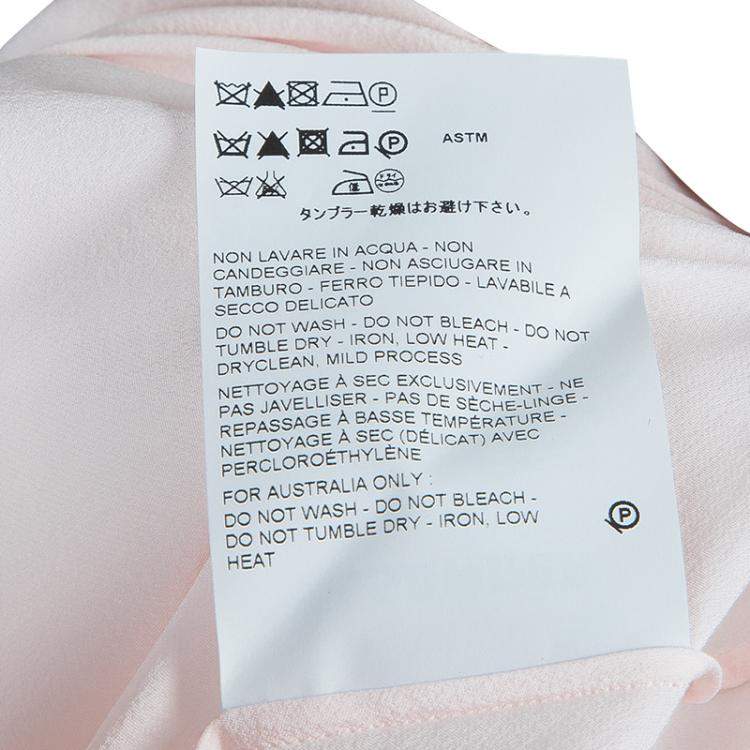 P
P ASTM
低 ドライ
タンブラー乾燥はお避け下さい。
NON LAVARE IN ACQUA - NON
CANDEGGIARE - NON ASCIUGARE IN
TAMBURO - FERRO TIEPIDO - LAVABILE A
SECCO DELICATO
DO NOT WASH - DO NOT BLEACH - DO NOT
TUMBLE DRY - IRON, LOW HEAT -
DRYCLEAN, MILD PROCESS
NETTOYAGE À SEC EXCLUSIVEMENT - NE
PAS JAVELLISER - PAS DE SÈCHE-LINGE -
REPASSAGE À BASSE TEMPÉRATURE -
NETTOYAGE À SEC (DÉLICAT) AVEC
PERCLOROÉTHYLÈNE
FOR AUSTRALIA ONLY :
DO NOT WASH - DO NOT BLEACH -
DO NOT TUMBLE DRY - IRON, LOW
HEAT
P